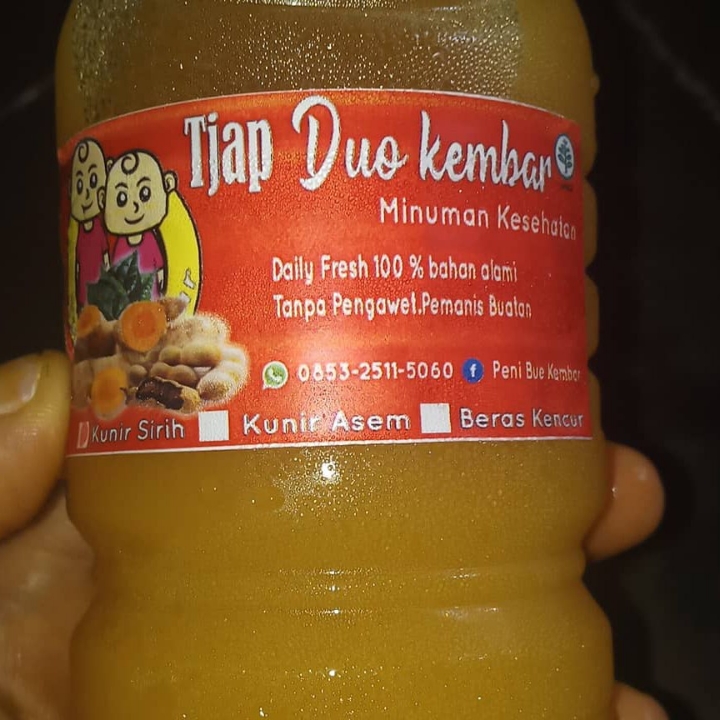 Tjap Duo kembar
Minuman Kesehatan
Daily Fresh 100 % bahan alami
Tanpa Pengawet.Pemanis Buatan
0853-2511-5060 f Peni Bue Kembar
Kunir Sirih Kunir Asem Beras Kencur